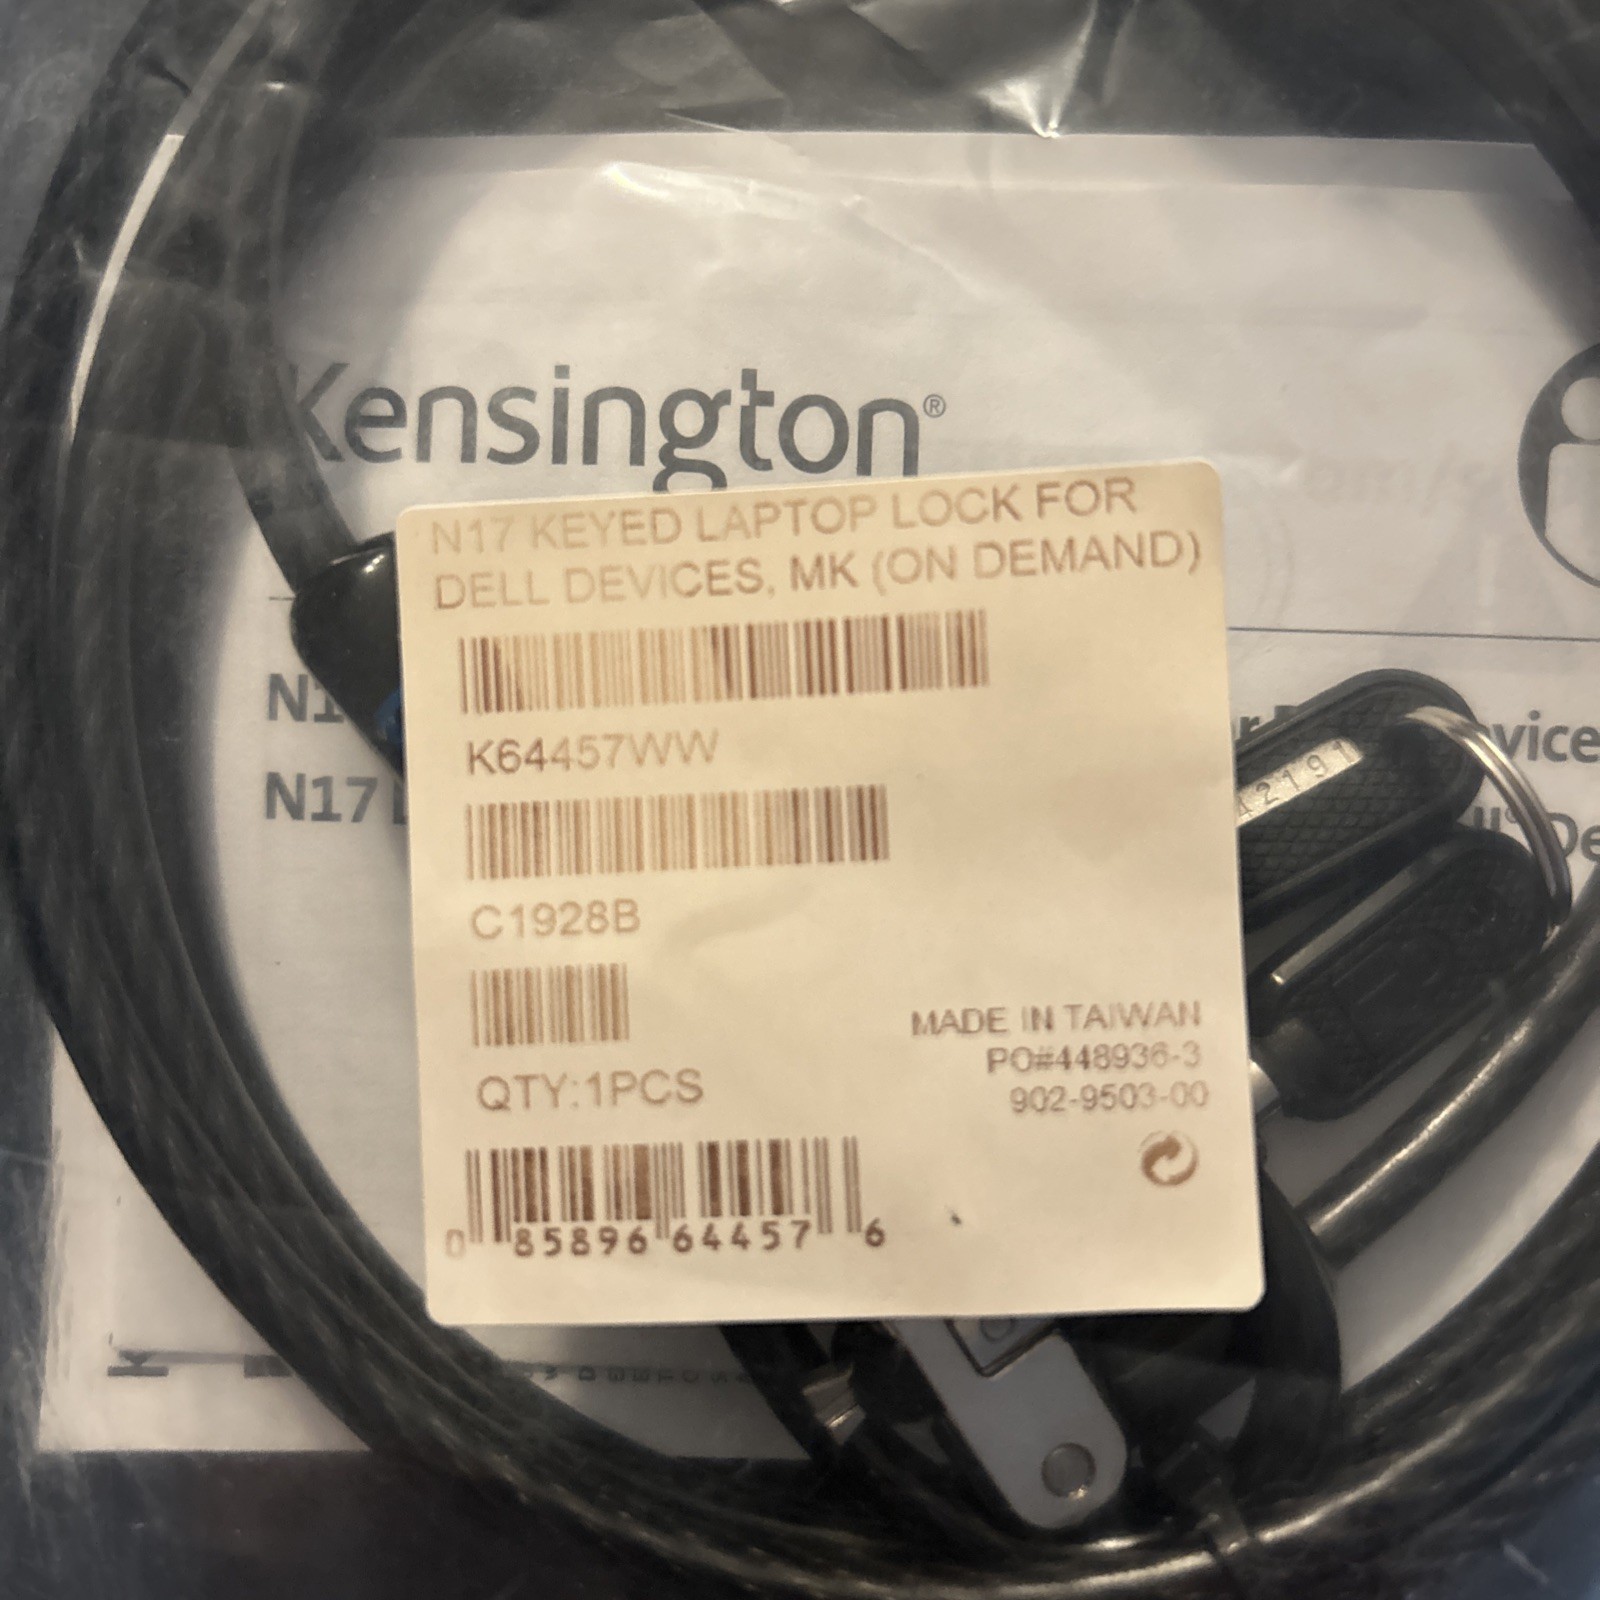 Kensington®
N17 KEYED LAPTOP LOCK FOR
DELL DEVICES, MK (ON DEMAND)
K64457WW
C1928B
QTY:1PCS
MADE IN TAIWAN
PO#448936-3
902-9503-00
0 85896 64457 6
N17
42191